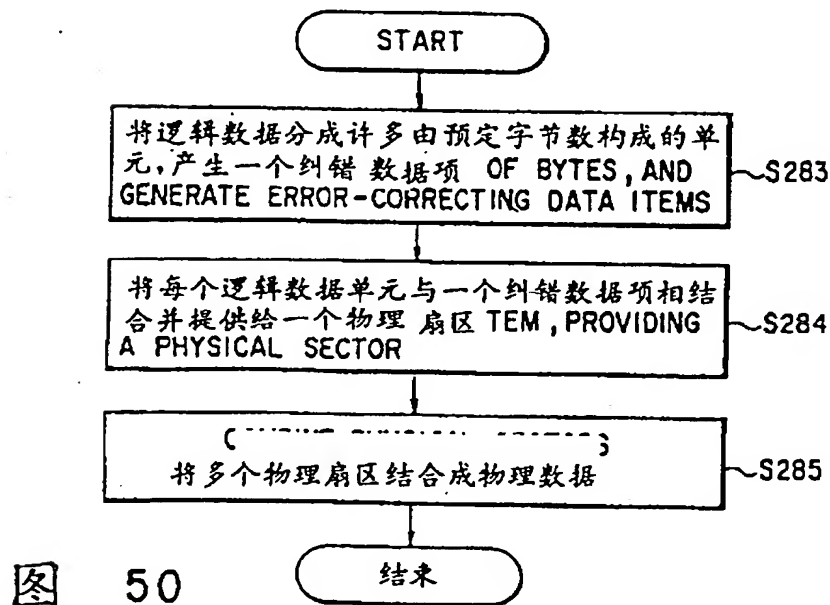 START
将逻辑数据分成许多由预定字节数构成的单
元,产生一个纠错数据项 OF BYTES, AND
GENERATE ERROR-CORRECTING DATA ITEMS
S283
将每个逻辑数据单元与一个纠错数据项相结
合并提供给一个物理扇区 TEM, PROVIDING
A PHYSICAL SECTOR
S284
将多个物理扇区结合成物理数据
S285
结束
图 50